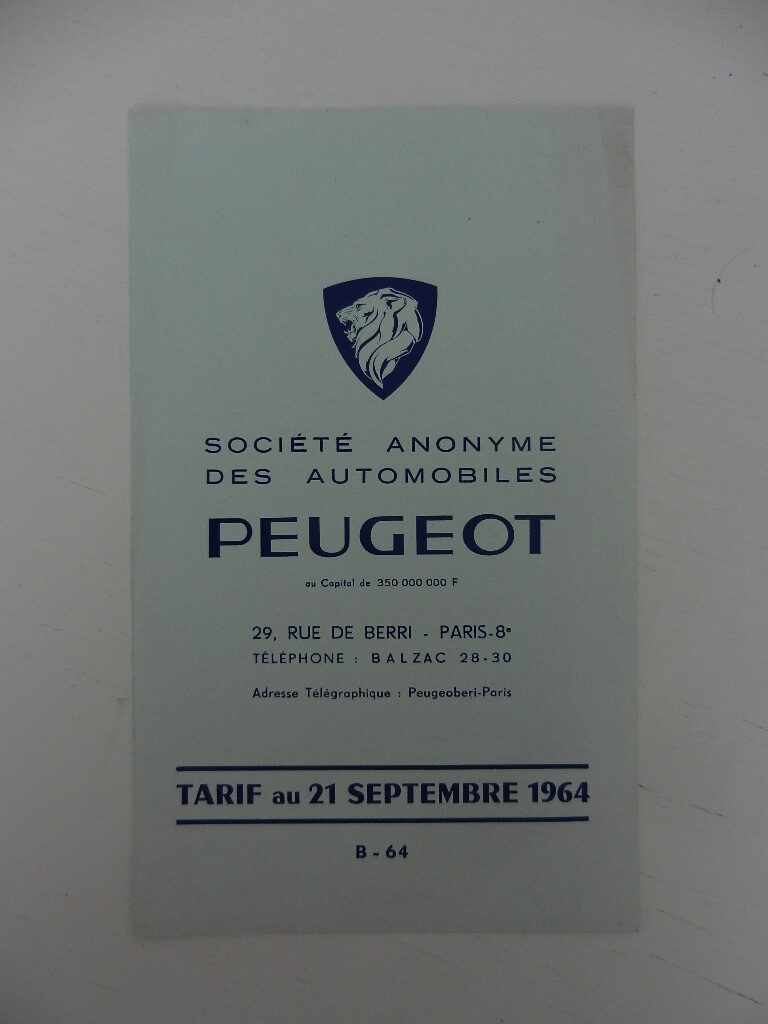 SOCIÉTÉ ANONYME
DES AUTOMOBILES
PEUGEOT
au Capital de 350 000 000 F
29, RUE DE BERRI - PARIS-8e
TÉLÉPHONE : BALZAC 28-30
Adresse Télégraphique : Peugeoberi-Paris
TARIF au 21 SEPTEMBRE 1964
B - 64